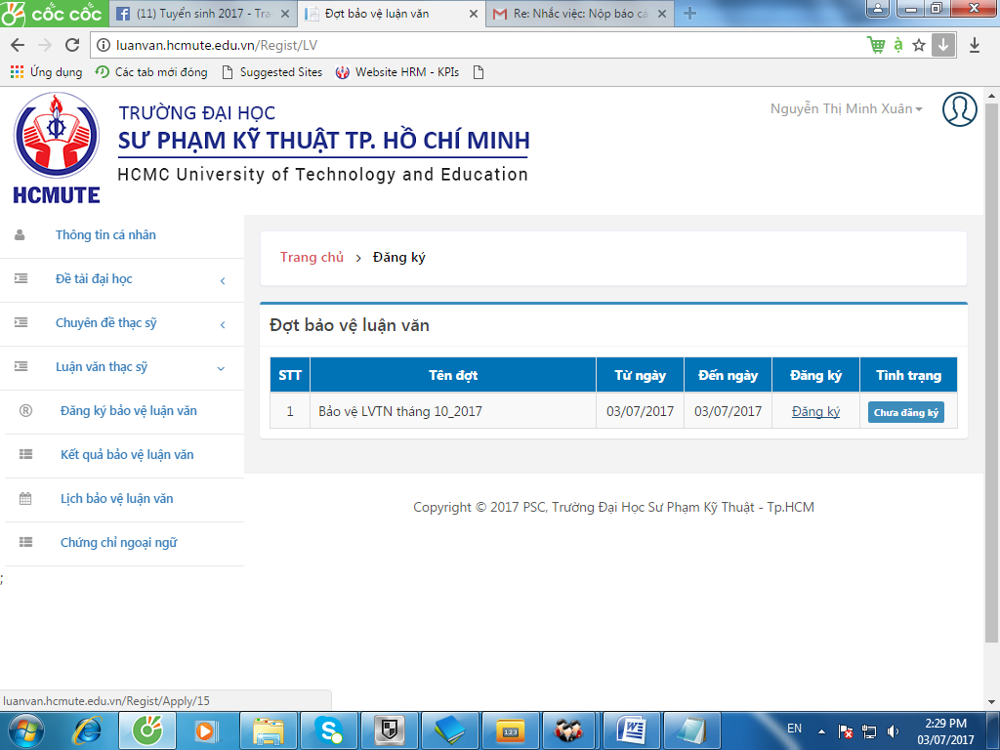 cốc cốc
(11) Tuyển sinh 2017 - Tra
Đợt bảo vệ luận văn
Re: Nhắc việc: Nộp báo cá
luanvan.hcmute.edu.vn/Regist/LV
Ứng dụng
Các tab mới đóng
Suggested Sites
Website HRM - KPIs
TRƯỜNG ĐẠI HỌC
SƯ PHẠM KỸ THUẬT TP. HỒ CHÍ MINH
HCMC University of Technology and Education
HCMUTE
Nguyễn Thị Minh Xuân
Thông tin cá nhân
Đề tài đại học
Chuyên đề thạc sỹ
Luận văn thạc sỹ
Đăng ký bảo vệ luận văn
Kết quả bảo vệ luận văn
Lịch bảo vệ luận văn
Chứng chỉ ngoại ngữ
;
Trang chủ > Đăng ký
Đợt bảo vệ luận văn
STT Tên đợt Từ ngày Đến ngày Đăng ký Tình trạng
1 Bảo vệ LVTN tháng 10_2017 03/07/2017 03/07/2017 Đăng ký Chưa đăng ký
Copyright © 2017 PSC, Trường Đại Học Sư Phạm Kỹ Thuật - Tp.HCM
luanvan.hcmute.edu.vn/Regist/Apply/15
EN
2:29 PM
03/07/2017